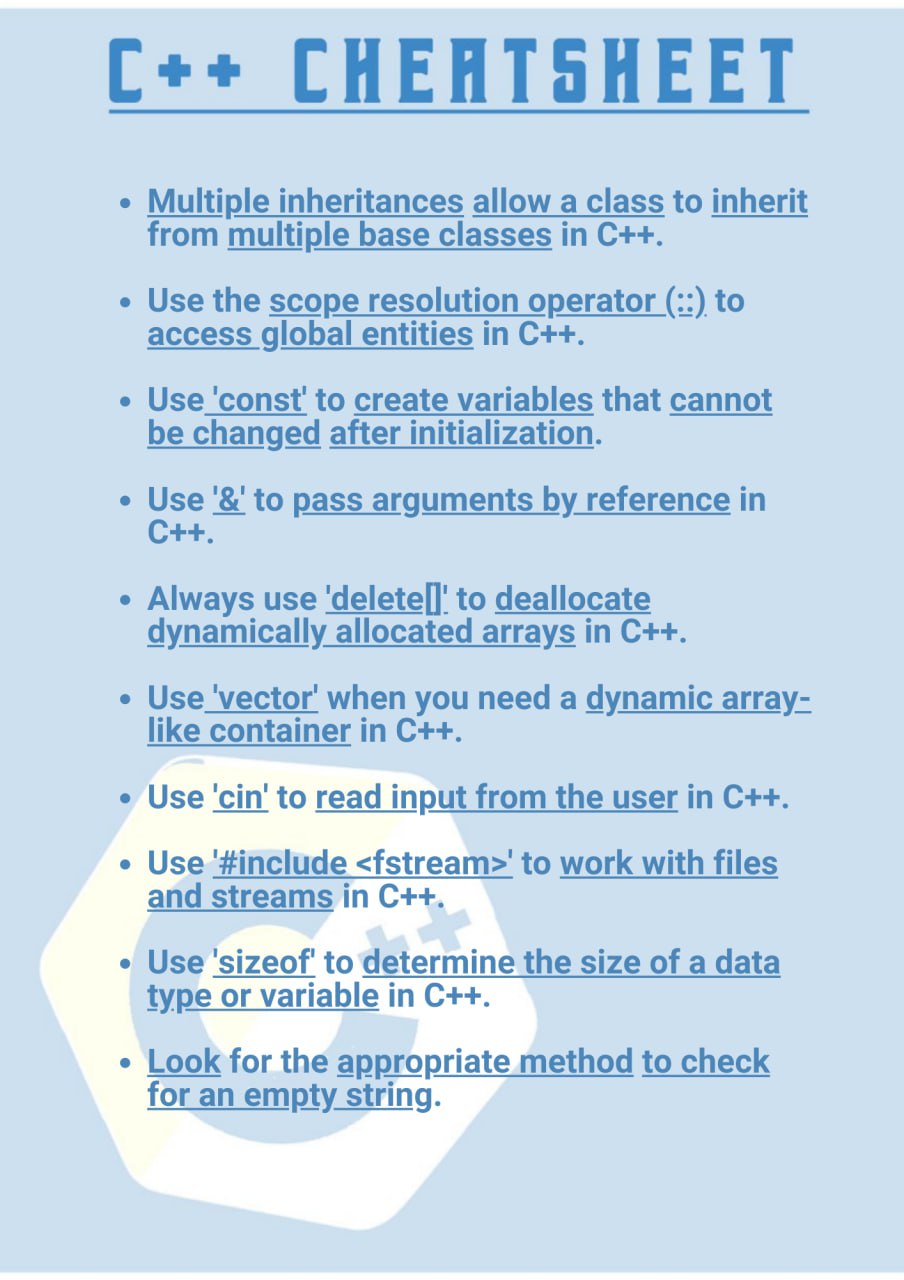 C++ CHEATSHEET
• Multiple inheritances allow a class to inherit
from multiple base classes in C++.
• Use the scope resolution operator (::) to
access global entities in C++.
• Use 'const' to create variables that cannot
be changed after initialization.
• Use '&' to pass arguments by reference in
C++.
• Always use 'delete[]' to deallocate
dynamically allocated arrays in C++.
• Use 'vector' when you need a dynamic array-
like container in C++.
• Use 'cin' to read input from the user in C++.
• Use '#include <fstream>' to work with files
and streams in C++.
• Use 'sizeof' to determine the size of a data
type or variable in C++.
• Look for the appropriate method to check
for an empty string.
C++